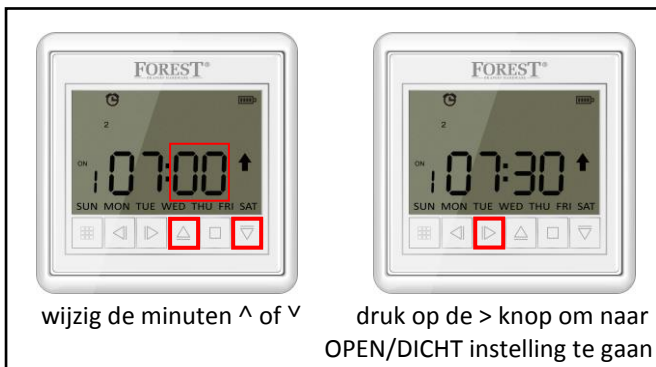 FOREST®
2
ON
1 07:00
SUN MON TUE WED THU FRI SAT
wijzig de minuten ^ of ˅
FOREST®
2
ON
1 07:30
SUN MON TUE WED THU FRI SAT
druk op de > knop om naar
OPEN/DICHT instelling te gaan